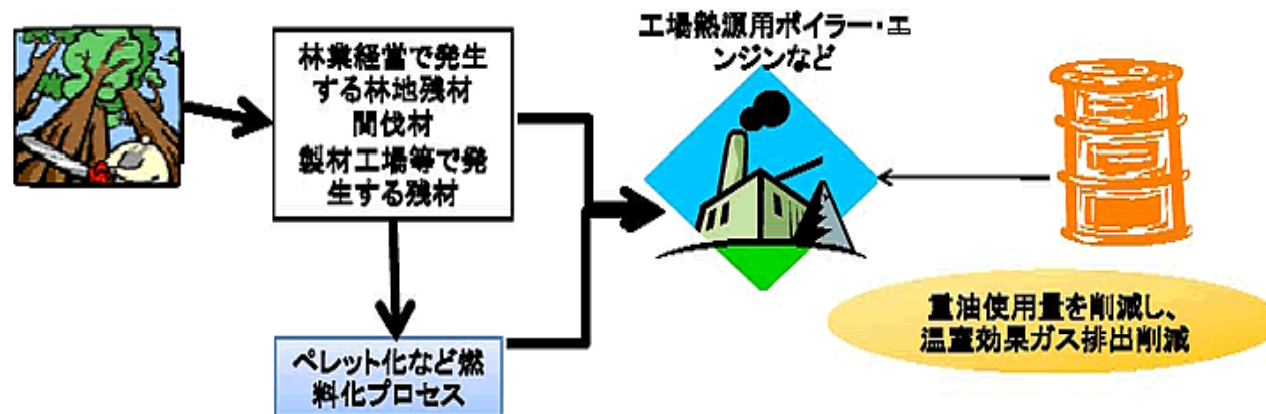 林業経営で発生
する林地残材
間伐材
製材工場等で発
生する残材
ペレット化など燃
料化プロセス
工場熱源用ボイラー・エ
ンジンなど
重油使用量を削減し、
温室効果ガス排出削減